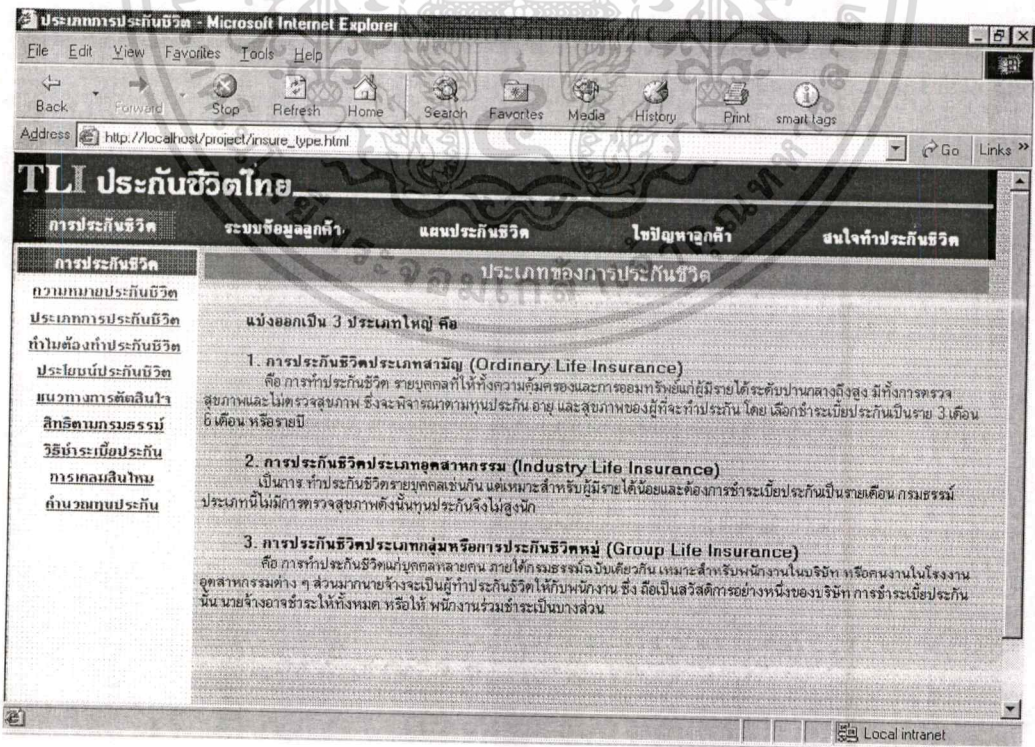 ประเภทการประกันชีวิต - Microsoft Internet Explorer
File Edit View Favorites Tools Help
Back Forward Stop Refresh Home Search Favorites Media History Print smart tags
Address http://localhost/project/insure_type.html Go Links »
TLI ประกันชีวิตไทย
การประกันชีวิต ระบบข้อมูลลูกค้า แผนประกันชีวิต ไขปัญหาลูกค้า สนใจทำประกันชีวิต
การประกันชีวิต
ประเภทของการประกันชีวิต
ความหมายประกันชีวิต
ประเภทการประกันชีวิต
ทำไมต้องทำประกันชีวิต
ประโยชน์ประกันชีวิต
แนวทางการตัดสินใจ
สิทธิตามกรมธรรม์
วิธีชำระเบี้ยประกัน
การเคลมสินไหม
คำนวณทุนประกัน
แบ่งออกเป็น 3 ประเภทใหญ่ คือ
1. การประกันชีวิตประเภทสามัญ (Ordinary Life Insurance)
คือ การทำประกันชีวิต รายบุคคลที่ให้ทั้งความคุ้มครองและการออมทรัพย์แก่ผู้มีรายได้ระดับปานกลางถึงสูง มีทั้งการตรวจ
สุขภาพและไม่ตรวจสุขภาพ ซึ่งจะพิจารณาตามทุนประกัน อายุ และสุขภาพของผู้ที่จะทำประกัน โดย เลือกชำระเบี้ยประกันเป็นราย 3 เดือน
6 เดือน หรือรายปี
2. การประกันชีวิตประเภทอุตสาหกรรม (Industry Life Insurance)
เป็นการ ทำประกันชีวิตรายบุคคลเช่นกัน แต่เหมาะสำหรับผู้มีรายได้น้อยและต้องการชำระเบี้ยประกันเป็นรายเดือน กรมธรรม์
ประเภทนี้ไม่มีการตรวจสุขภาพดังนั้นทุนประกันจึงไม่สูงนัก
3. การประกันชีวิตประเภทกลุ่มหรือการประกันชีวิตหมู่ (Group Life Insurance)
คือ การทำประกันชีวิตแก่บุคคลหลายคน ภายใต้กรมธรรม์ฉบับเดียวกัน เหมาะสำหรับพนักงานในบริษัท หรือคนงานในโรงงาน
อุตสาหกรรมต่าง ๆ ส่วนมากนายจ้างจะเป็นผู้ทำประกันชีวิตให้กับพนักงาน ซึ่ง ถือเป็นสวัสดิการอย่างหนึ่งของบริษัท การชำระเบี้ยประกัน
นั้น นายจ้างอาจชำระให้ทั้งหมด หรือให้ พนักงานร่วมชำระเป็นบางส่วน
Local intranet